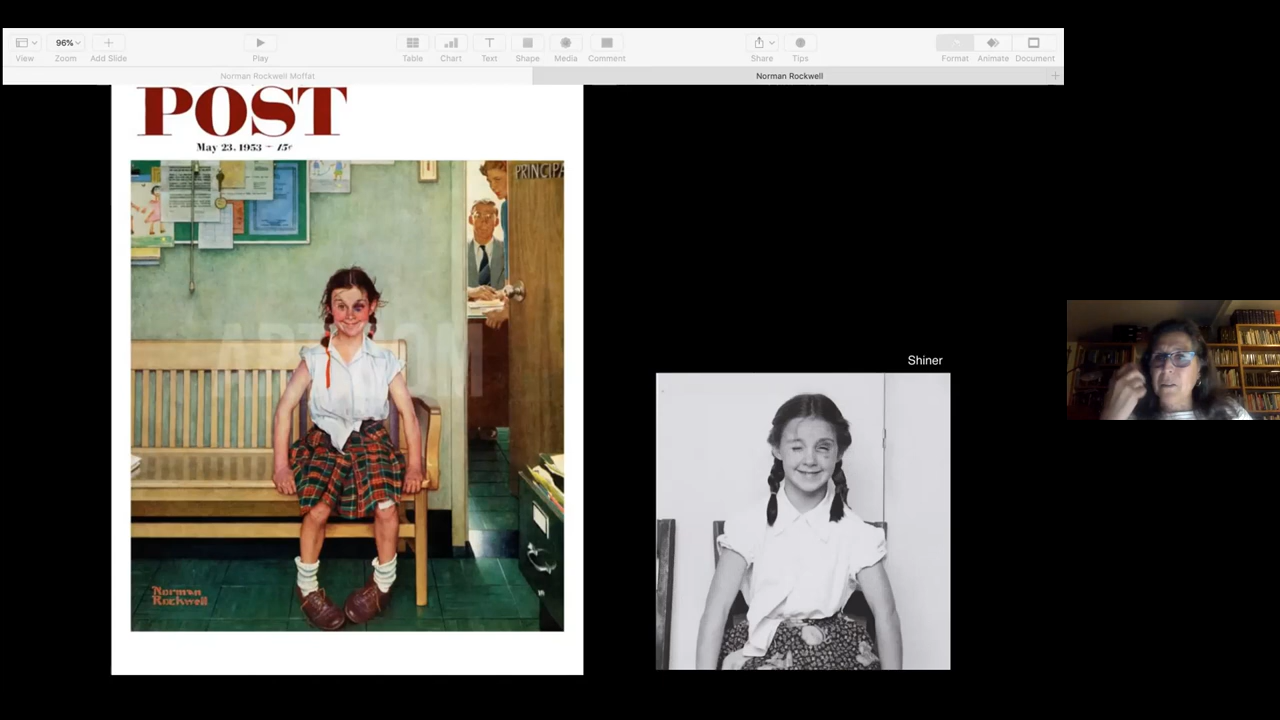 View
96%
Zoom
Add Slide
Play
Table
Chart
Text
Shape
Media
Comment
Share
Tips
Format
Animate
Document
Norman Rockwell Moffat
Norman Rockwell
POST
May 23, 1953 – 15¢
PRINCIPA
Norman
Rockwell
Shiner